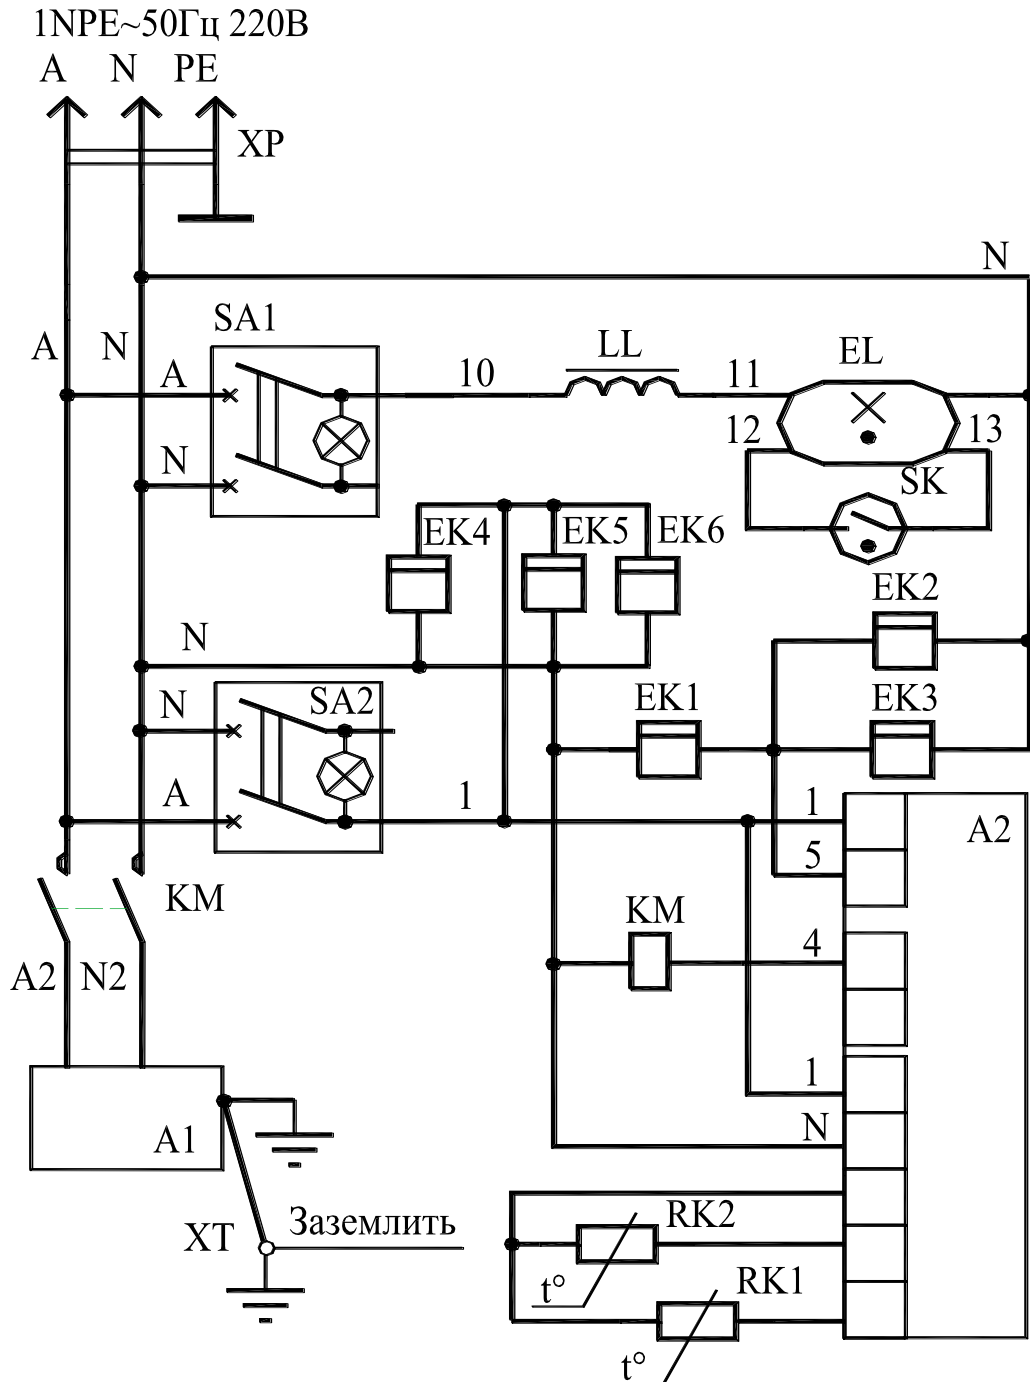 1NPE~50Гц 220В
A N PE
XP
N
SA1
LL
EL
A N
A
10
11
12
13
N
SK
EK4
EK5
EK6
EK2
N
N
SA2
EK1
EK3
A
1
1
A2
5
KM
KM
4
A2 N2
1
A1
N
XT
Заземлить
RK2
t°
RK1
t°